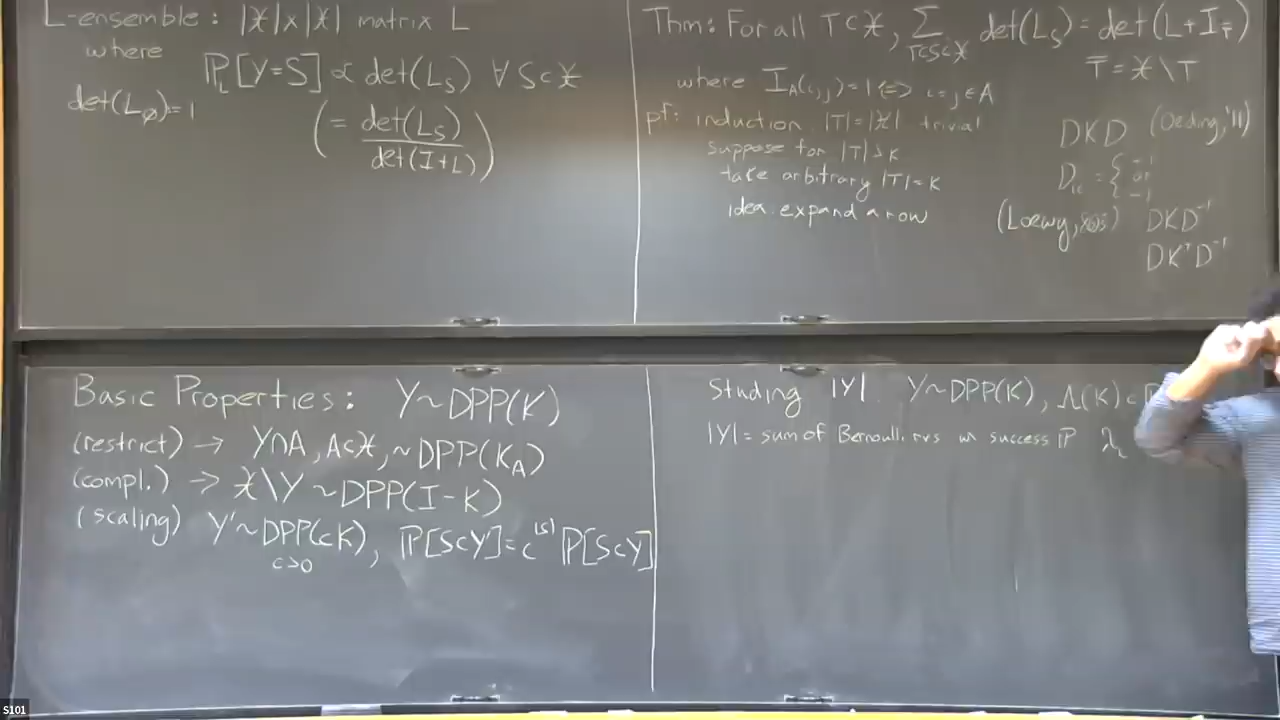 L-ensemble: |X|x|X| matrix L
where
P_L[Y=S] ∝ det(L_S) ∀ S⊂X
det(L_∅)=1
(= det(L_S) / det(I+L))
Thm: For all T⊂X, Σ_{T⊂S⊂X} det(L_S) = det(L+I_T̄)
T̄ = X\T
where I_A(i,j)=1 <=> i=j∈A
pf: induction |T|=|X| trivial
suppose for |T|>k
take arbitrary |T|=k
idea: expand a row
DKD (Oeding,'11)
D_ii = { 1 or -1
(Loewy, ) DKD⁻¹
DKᵀD⁻¹
Basic Properties: Y~DPP(K)
(restrict) → Y∩A, A⊂X, ~DPP(K_A)
(compl.) → X\Y ~DPP(I-K)
(scaling) Y'~DPP(cK), P[S⊂Y]=c^|S| P[S⊂Y]
c>0
Studing |Y|. Y~DPP(K), Λ(K)⊂
|Y| = sum of Bernoulli rvs w success P λ_i
S101